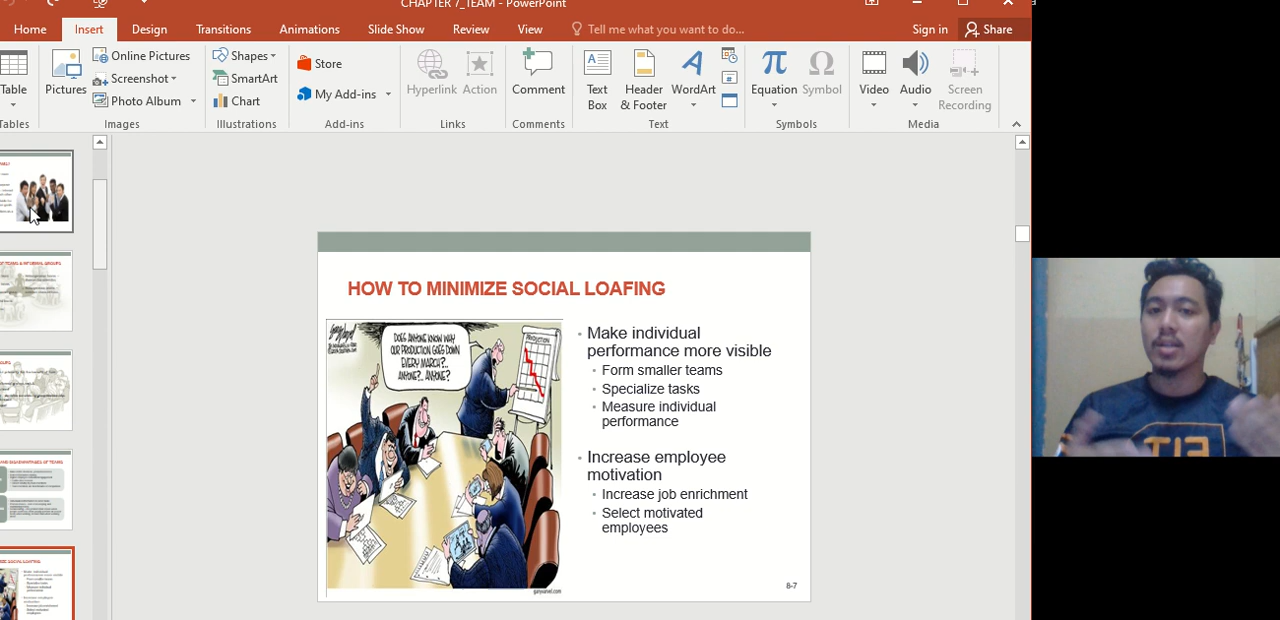 CHAPTER 7_TEAM - PowerPoint
Home Insert Design Transitions Animations Slide Show Review View Tell me what you want to do... Sign in Share
Table
Pictures
Online Pictures
Screenshot
Photo Album
Shapes
SmartArt
Chart
Store
My Add-ins
Hyperlink
Action
Comment
Text
Box
Header
& Footer
WordArt
Equation
Symbol
Video
Audio
Screen
Recording
Tables Images Illustrations Add-ins Links Comments Text Symbols Media
HOW TO MINIMIZE SOCIAL LOAFING
DOES ANYONE KNOW WHY
OUR PRODUCTION GOES DOWN
EVERY MARCH?..
ANYONE?.. ANYONE?
PRODUCTION
• Make individual
performance more visible
• Form smaller teams
• Specialize tasks
• Measure individual
performance
• Increase employee
motivation
• Increase job enrichment
• Select motivated
employees
garyvarvel.com
8-7